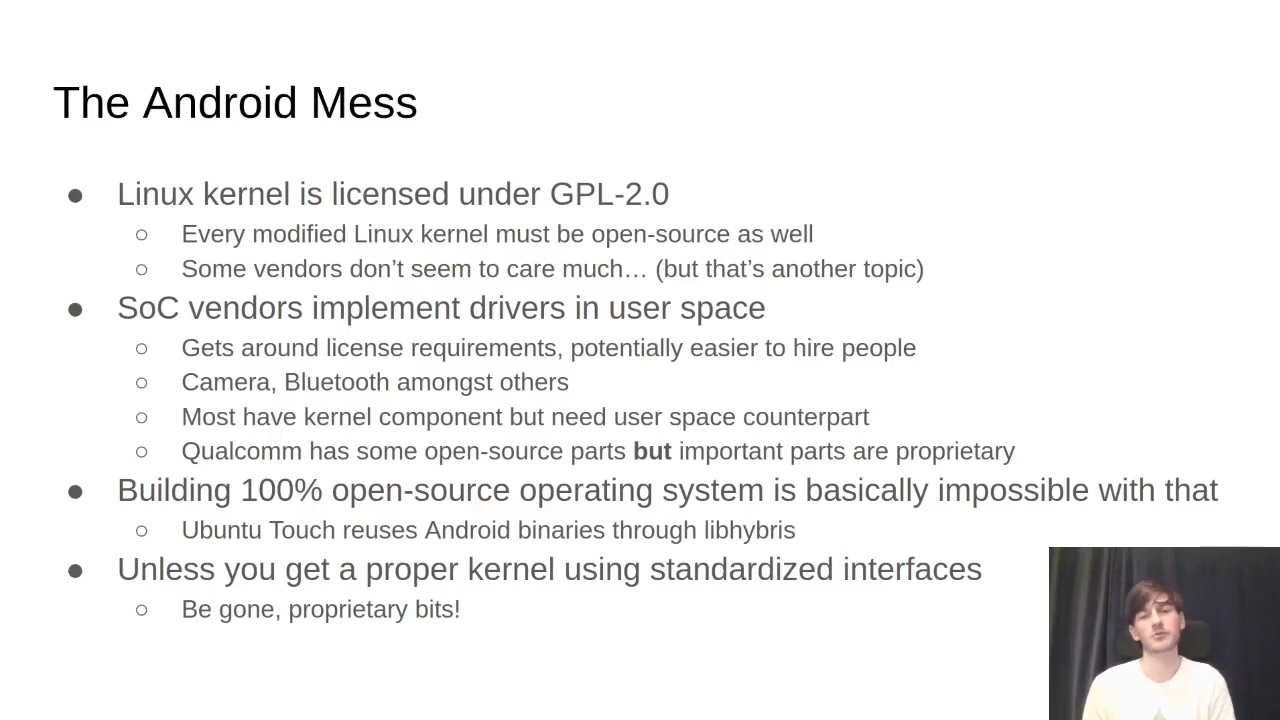 The Android Mess
● Linux kernel is licensed under GPL-2.0
○ Every modified Linux kernel must be open-source as well
○ Some vendors don’t seem to care much… (but that’s another topic)
● SoC vendors implement drivers in user space
○ Gets around license requirements, potentially easier to hire people
○ Camera, Bluetooth amongst others
○ Most have kernel component but need user space counterpart
○ Qualcomm has some open-source parts but important parts are proprietary
● Building 100% open-source operating system is basically impossible with that
○ Ubuntu Touch reuses Android binaries through libhybris
● Unless you get a proper kernel using standardized interfaces
○ Be gone, proprietary bits!